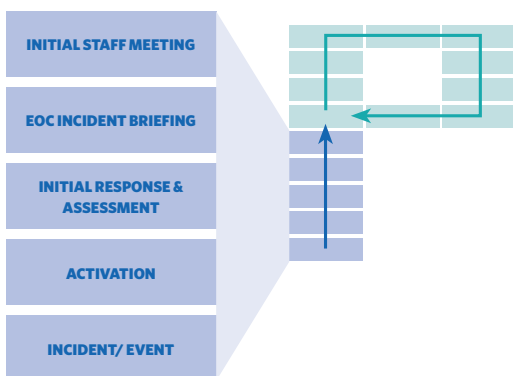 INITIAL STAFF MEETING
EOC INCIDENT BRIEFING
INITIAL RESPONSE &
ASSESSMENT
ACTIVATION
INCIDENT/ EVENT